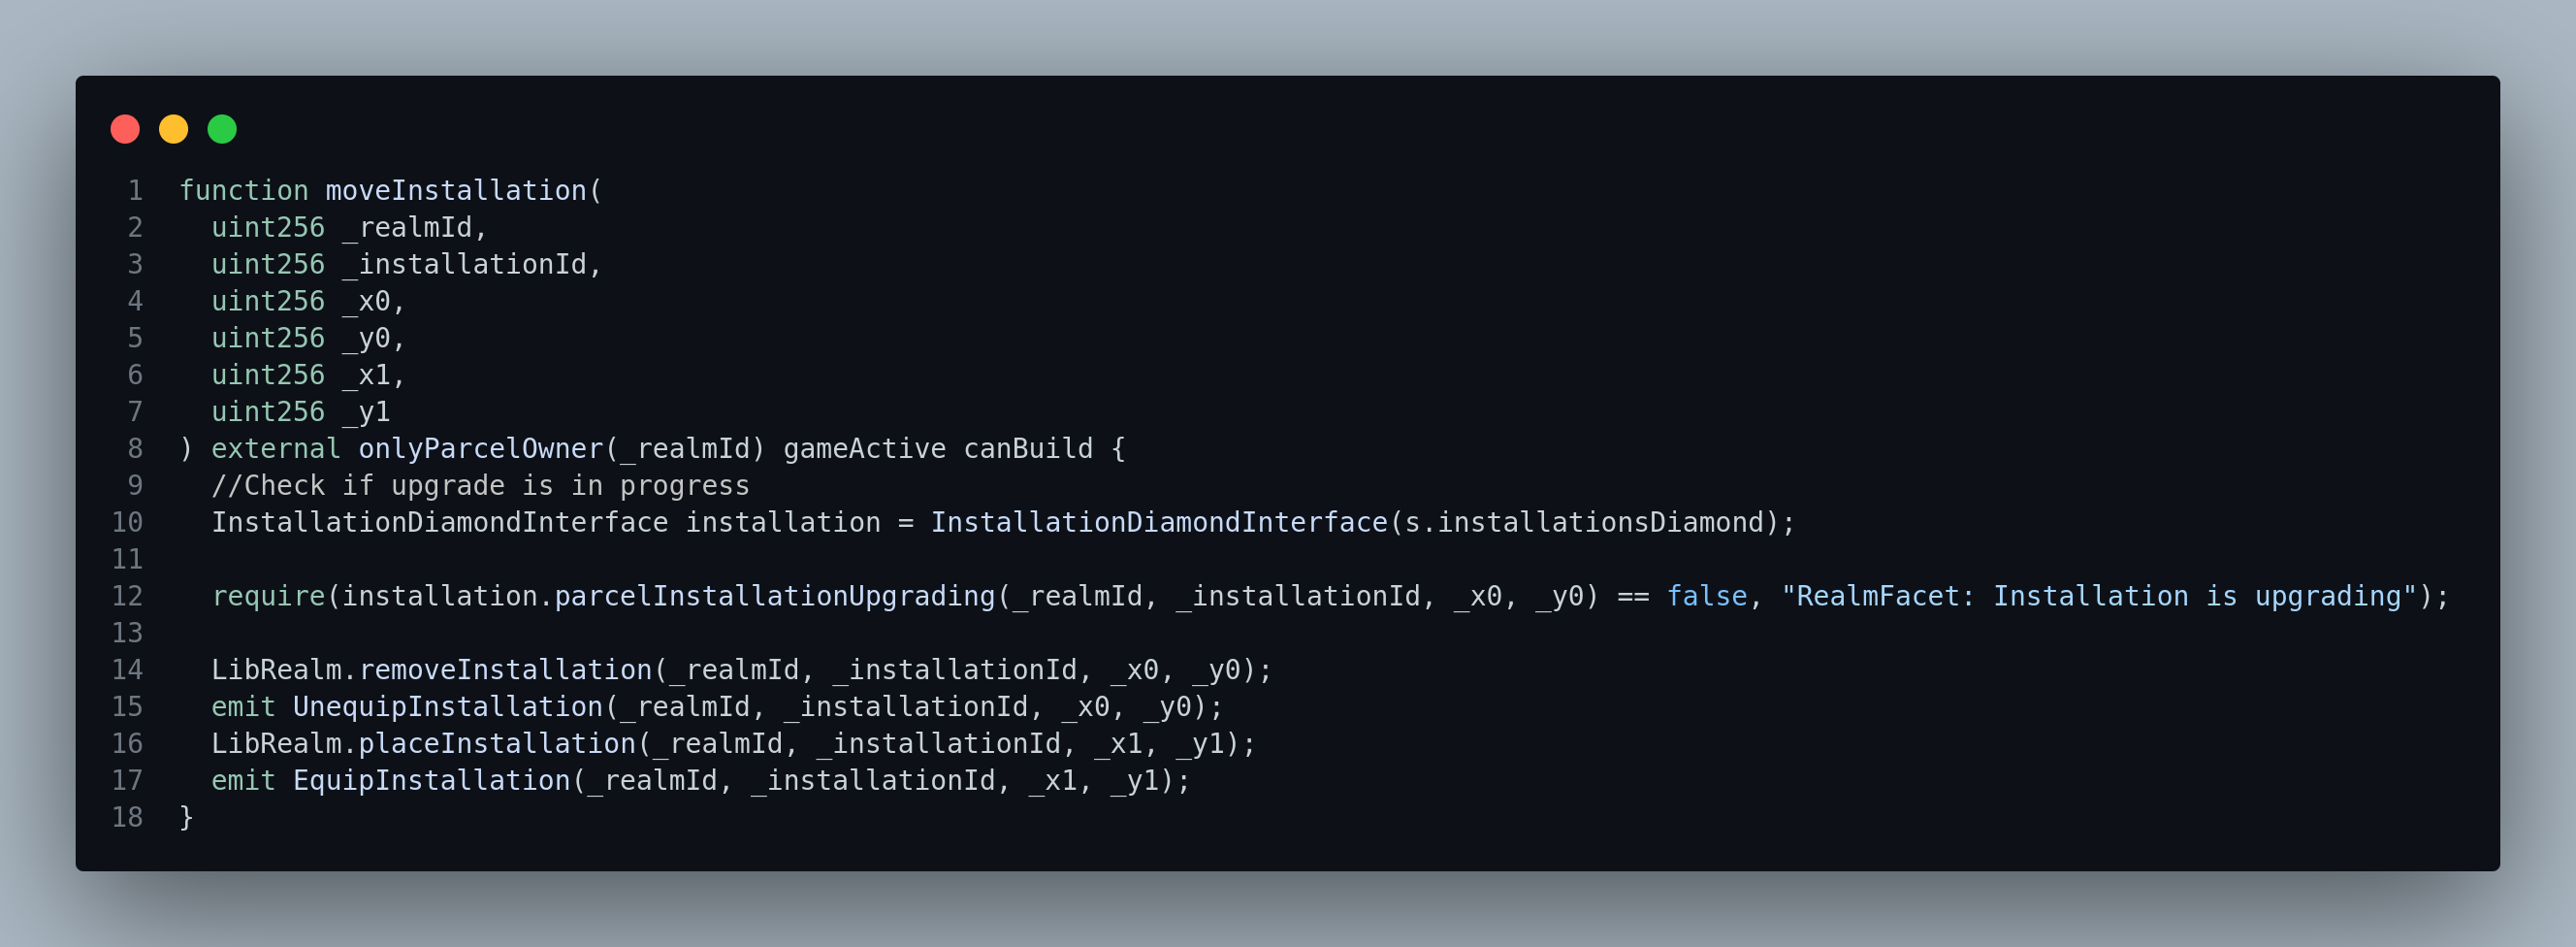 1 function moveInstallation(
2   uint256 _realmId,
3   uint256 _installationId,
4   uint256 _x0,
5   uint256 _y0,
6   uint256 _x1,
7   uint256 _y1
8 ) external onlyParcelOwner(_realmId) gameActive canBuild {
9   //Check if upgrade is in progress
10   InstallationDiamondInterface installation = InstallationDiamondInterface(s.installationsDiamond);
11
12   require(installation.parcelInstallationUpgrading(_realmId, _installationId, _x0, _y0) == false, "RealmFacet: Installation is upgrading");
13
14   LibRealm.removeInstallation(_realmId, _installationId, _x0, _y0);
15   emit UnequipInstallation(_realmId, _installationId, _x0, _y0);
16   LibRealm.placeInstallation(_realmId, _installationId, _x1, _y1);
17   emit EquipInstallation(_realmId, _installationId, _x1, _y1);
18 }